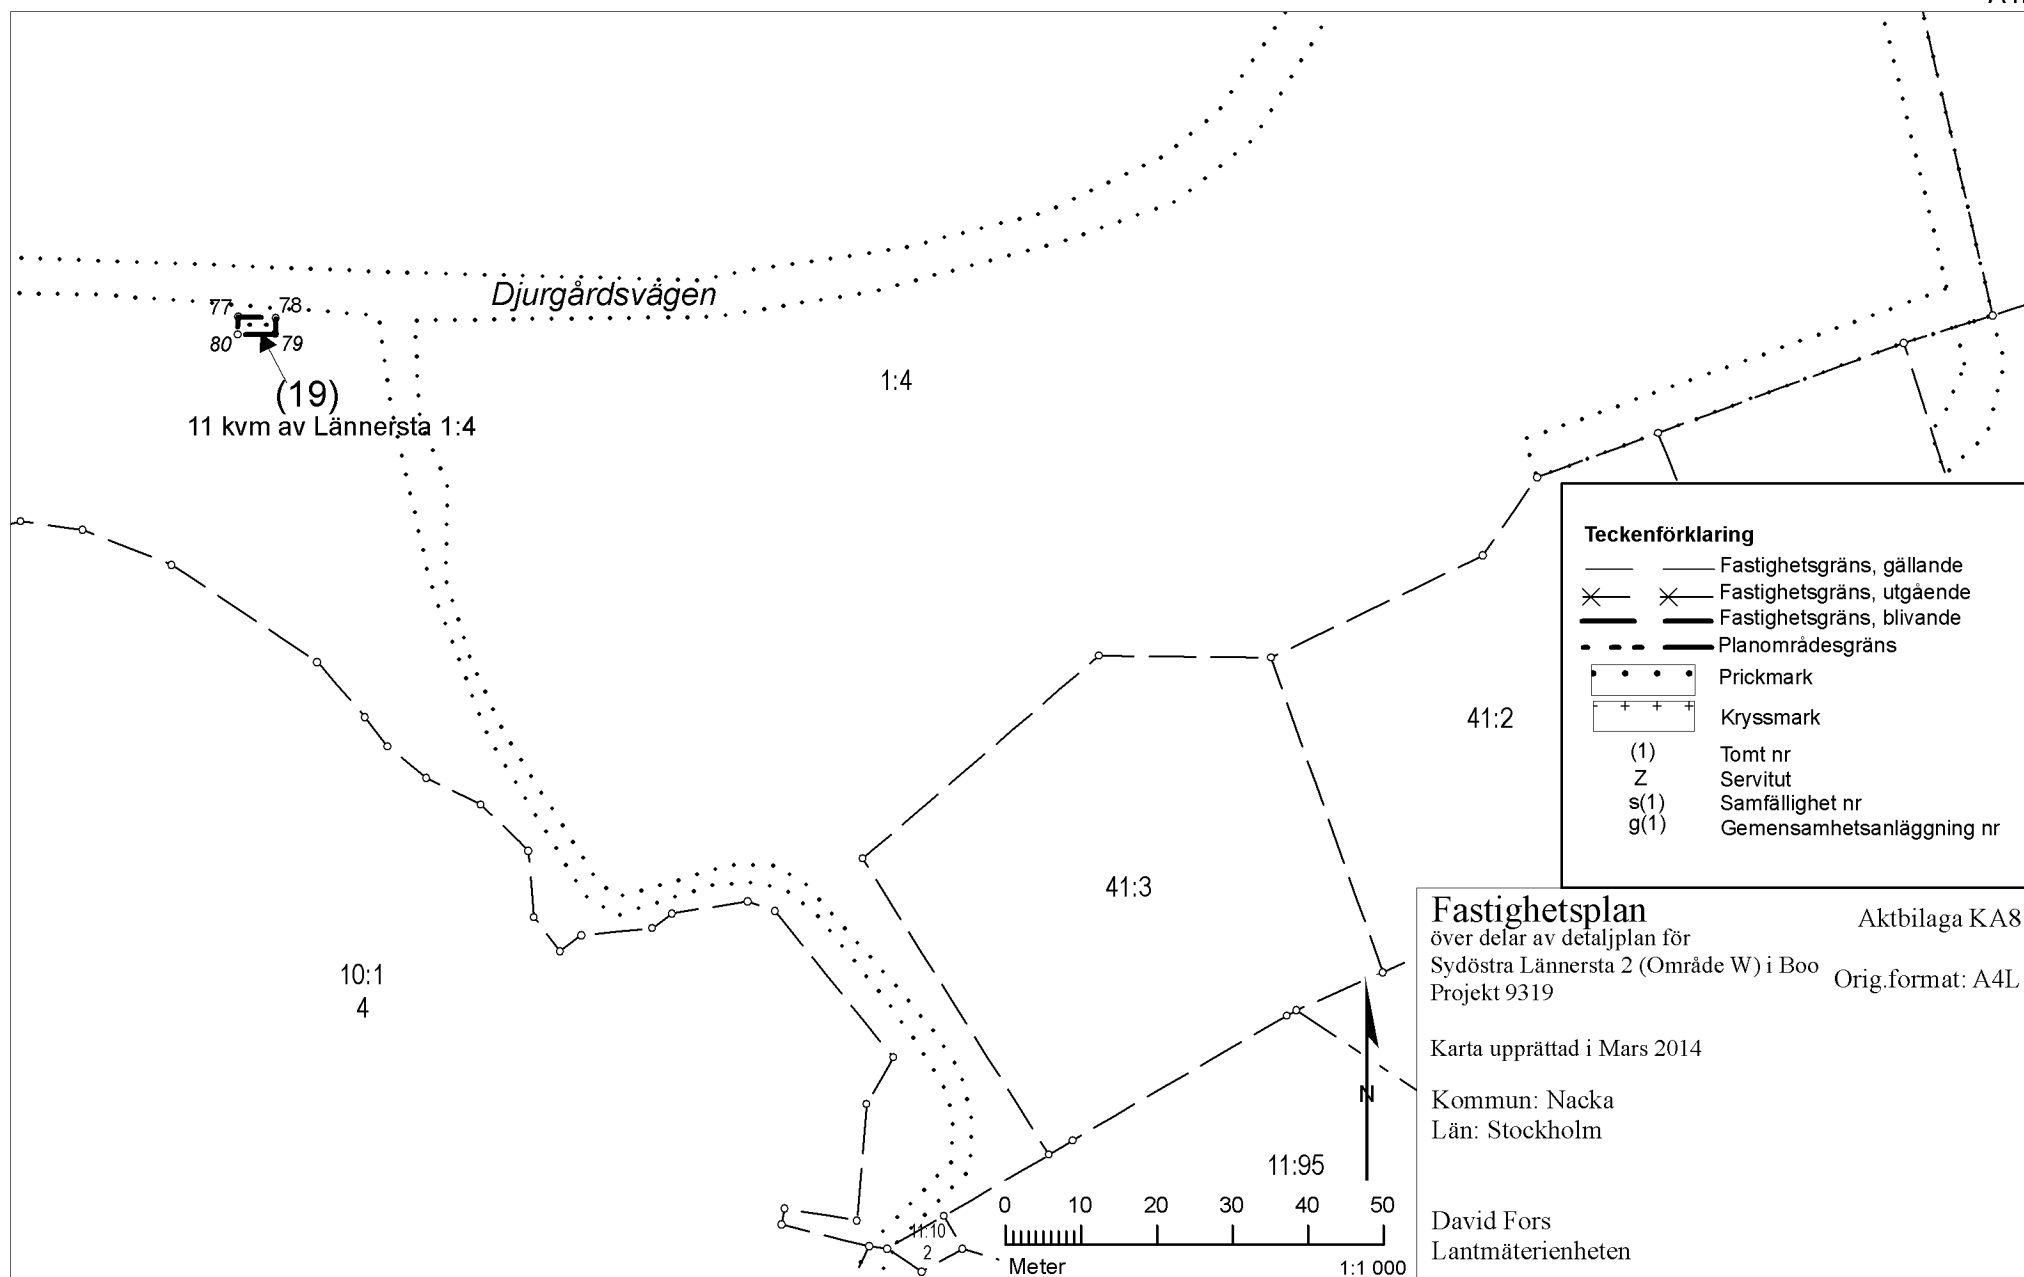 Djurgårdsvägen
77
78
80
79
(19)
11 kvm av Lännersta 1:4
1:4
41:2
41:3
10:1
4
11:95
11:10
2
Teckenförklaring
Fastighetsgräns, gällande
Fastighetsgräns, utgående
Fastighetsgräns, blivande
Planområdesgräns
Prickmark
Kryssmark
(1) Tomt nr
Z Servitut
s(1) Samfällighet nr
g(1) Gemensamhetsanläggning nr
Fastighetsplan
Aktbilaga KA8
över delar av detaljplan för
Sydöstra Lännersta 2 (Område W) i Boo
Orig.format: A4L
Projekt 9319
Karta upprättad i Mars 2014
Kommun: Nacka
Län: Stockholm
David Fors
Lantmäterienheten
N
0 10 20 30 40 50
Meter
1:1 000